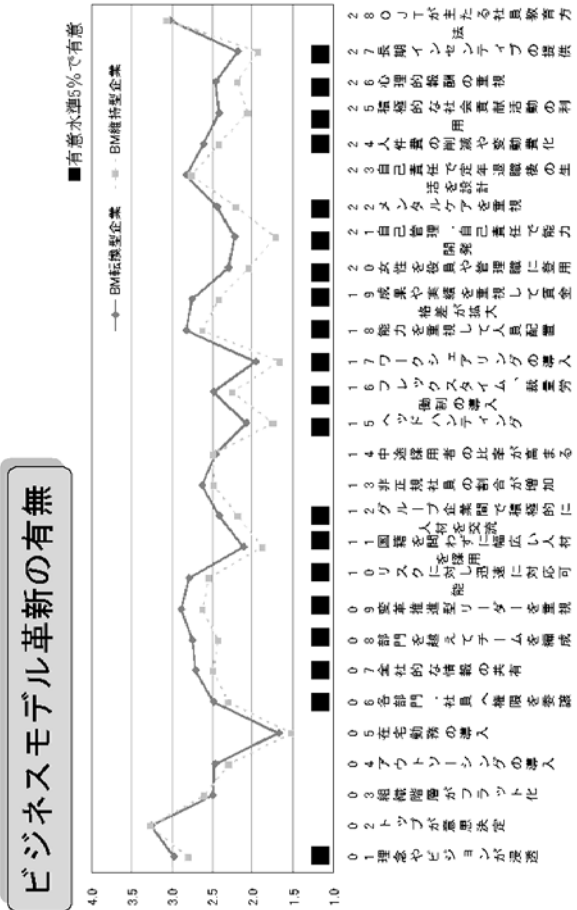 ビジネスモデル革新の有無
■有意水準5%で有意
BM転換型企業
BM維持型企業
4.0
3.5
3.0
2.5
2.0
1.5
1.0
01理念やビジョンが浸透
02トップが意思決定
03組織階層がフラット化
04アウトソーシングの導入
05在宅勤務の導入
06各部門・社員へ権限を参譲
07全社的な情報の共有
08部門を越えてチームを編成
09変革推進型リーダーを重視
10リスクに対し迅速に対応可
能
11国籍を問わずに幅広い人材
を採用
12グループ企業間で積極的に
人材を交流
13非正規社員の割合が増加
14中途採用者の比率が高まる
15ヘッドハンティング
16フレックスタイム、裁量労
働制の導入
17ワークシェアリングの導入
18能力を重視して人員配置
19成果や実績を重視して賃金
格差が拡大
20女性を役員や管理職に登用
21自己管理・自己責任で能力
開発
22メンタルケアを重視
23自己責任で定年退職後の生
活を設計
24人件費の削減や変動費化
25積極的な社会貢献活動の利
用
26心理的報酬の重視
27長期インセンティブの提供
28OJTが主たる社員教育方
法